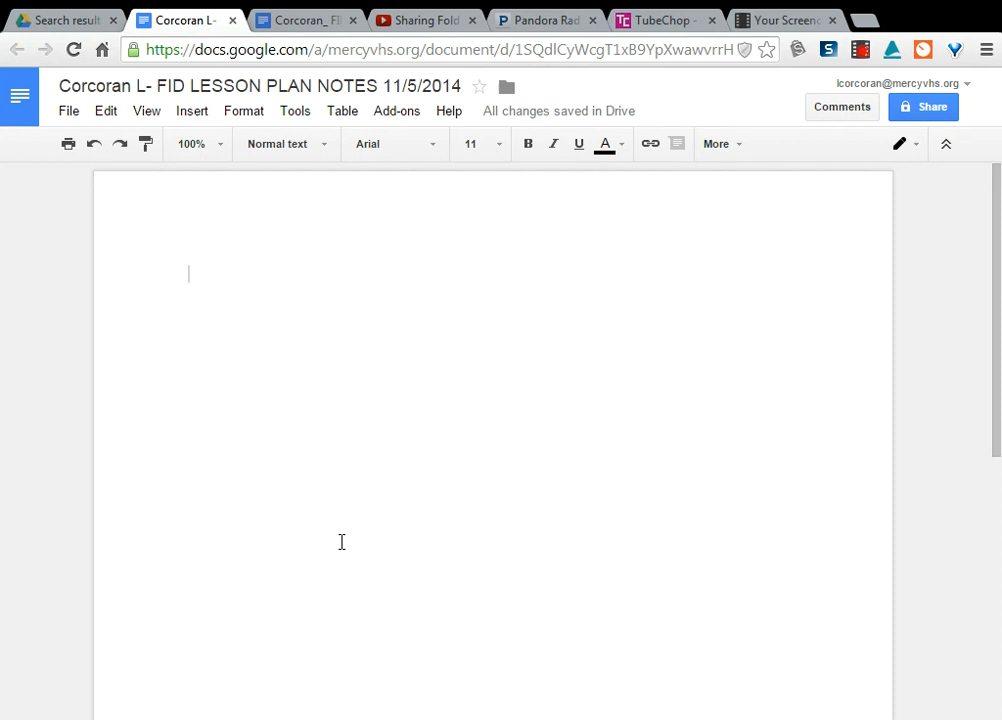 Search result
Corcoran L-
Corcoran_ FI
Sharing Fold
Pandora Rad
TubeChop -
Your Screenc
https://docs.google.com/a/mercyvhs.org/document/d/1SQdlCyWcgT1xB9YpXwawvrrH
Corcoran L- FID LESSON PLAN NOTES 11/5/2014
lcorcoran@mercyvhs.org
File Edit View Insert Format Tools Table Add-ons Help All changes saved in Drive
Comments Share
100% Normal text Arial 11 B I U A More